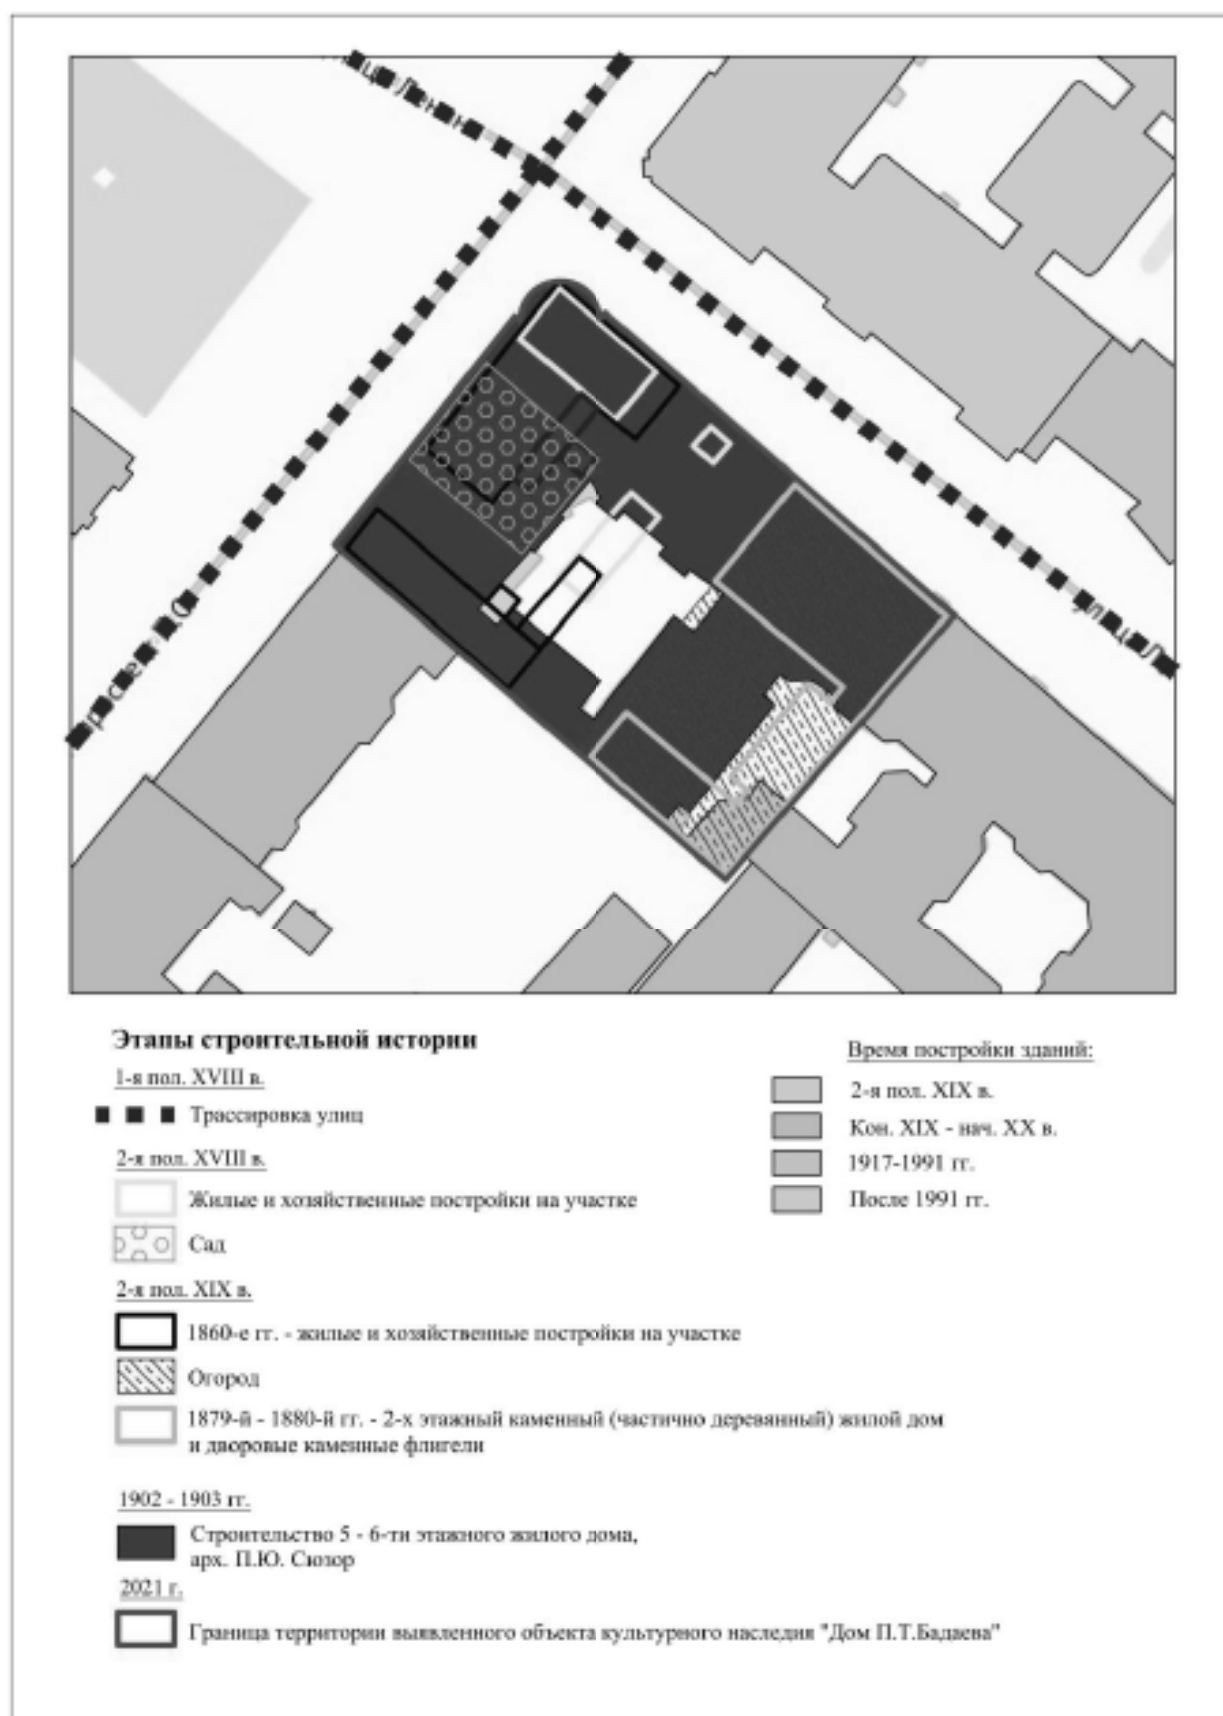 Этапы строительной истории
1-я пол. XVIII в.
Трассировка улиц
2-я пол. XVIII в.
Жилые и хозяйственные постройки на участке
Сад
2-я пол. XIX в.
1860-е гг. - жилые и хозяйственные постройки на участке
Огород
1879-й - 1880-й гг. - 2-х этажный каменный (частично деревянный) жилой дом
и дворовые каменные флигели
1902 - 1903 гг.
Строительство 5 - 6-ти этажного жилого дома,
арх. П.Ю. Сюзор
2021 г.
Граница территории выявленного объекта культурного наследия "Дом П.Т.Бадаева"
Время постройки зданий:
2-я пол. XIX в.
Кон. XIX - нач. XX в.
1917-1991 гг.
После 1991 гг.